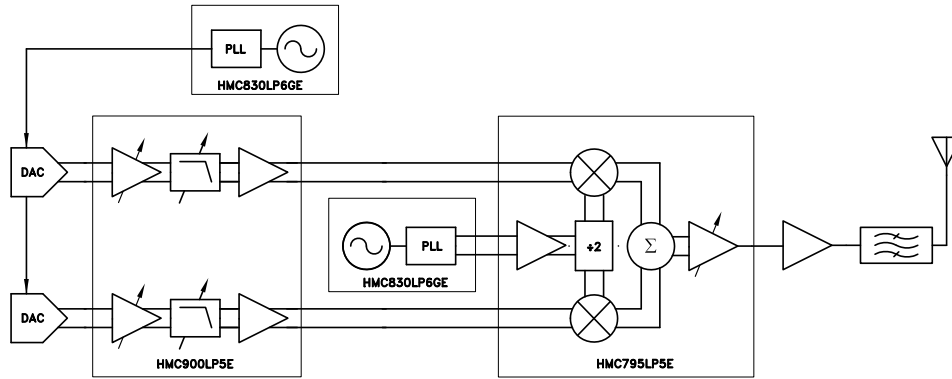 PLL
HMC830LP6GE
DAC
÷2
Σ
PLL
HMC830LP6GE
DAC
HMC900LP5E
HMC795LP5E